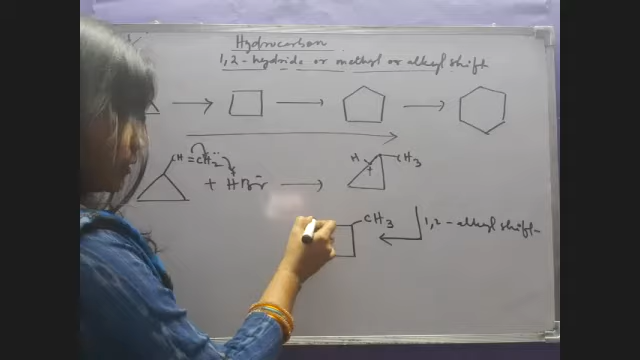 Hydrocarbon
1,2-hydride or methyl or alkyl shift
CH=CH2
+ HBr
H
+
CH3
CH3
1,2-alkyl shift-